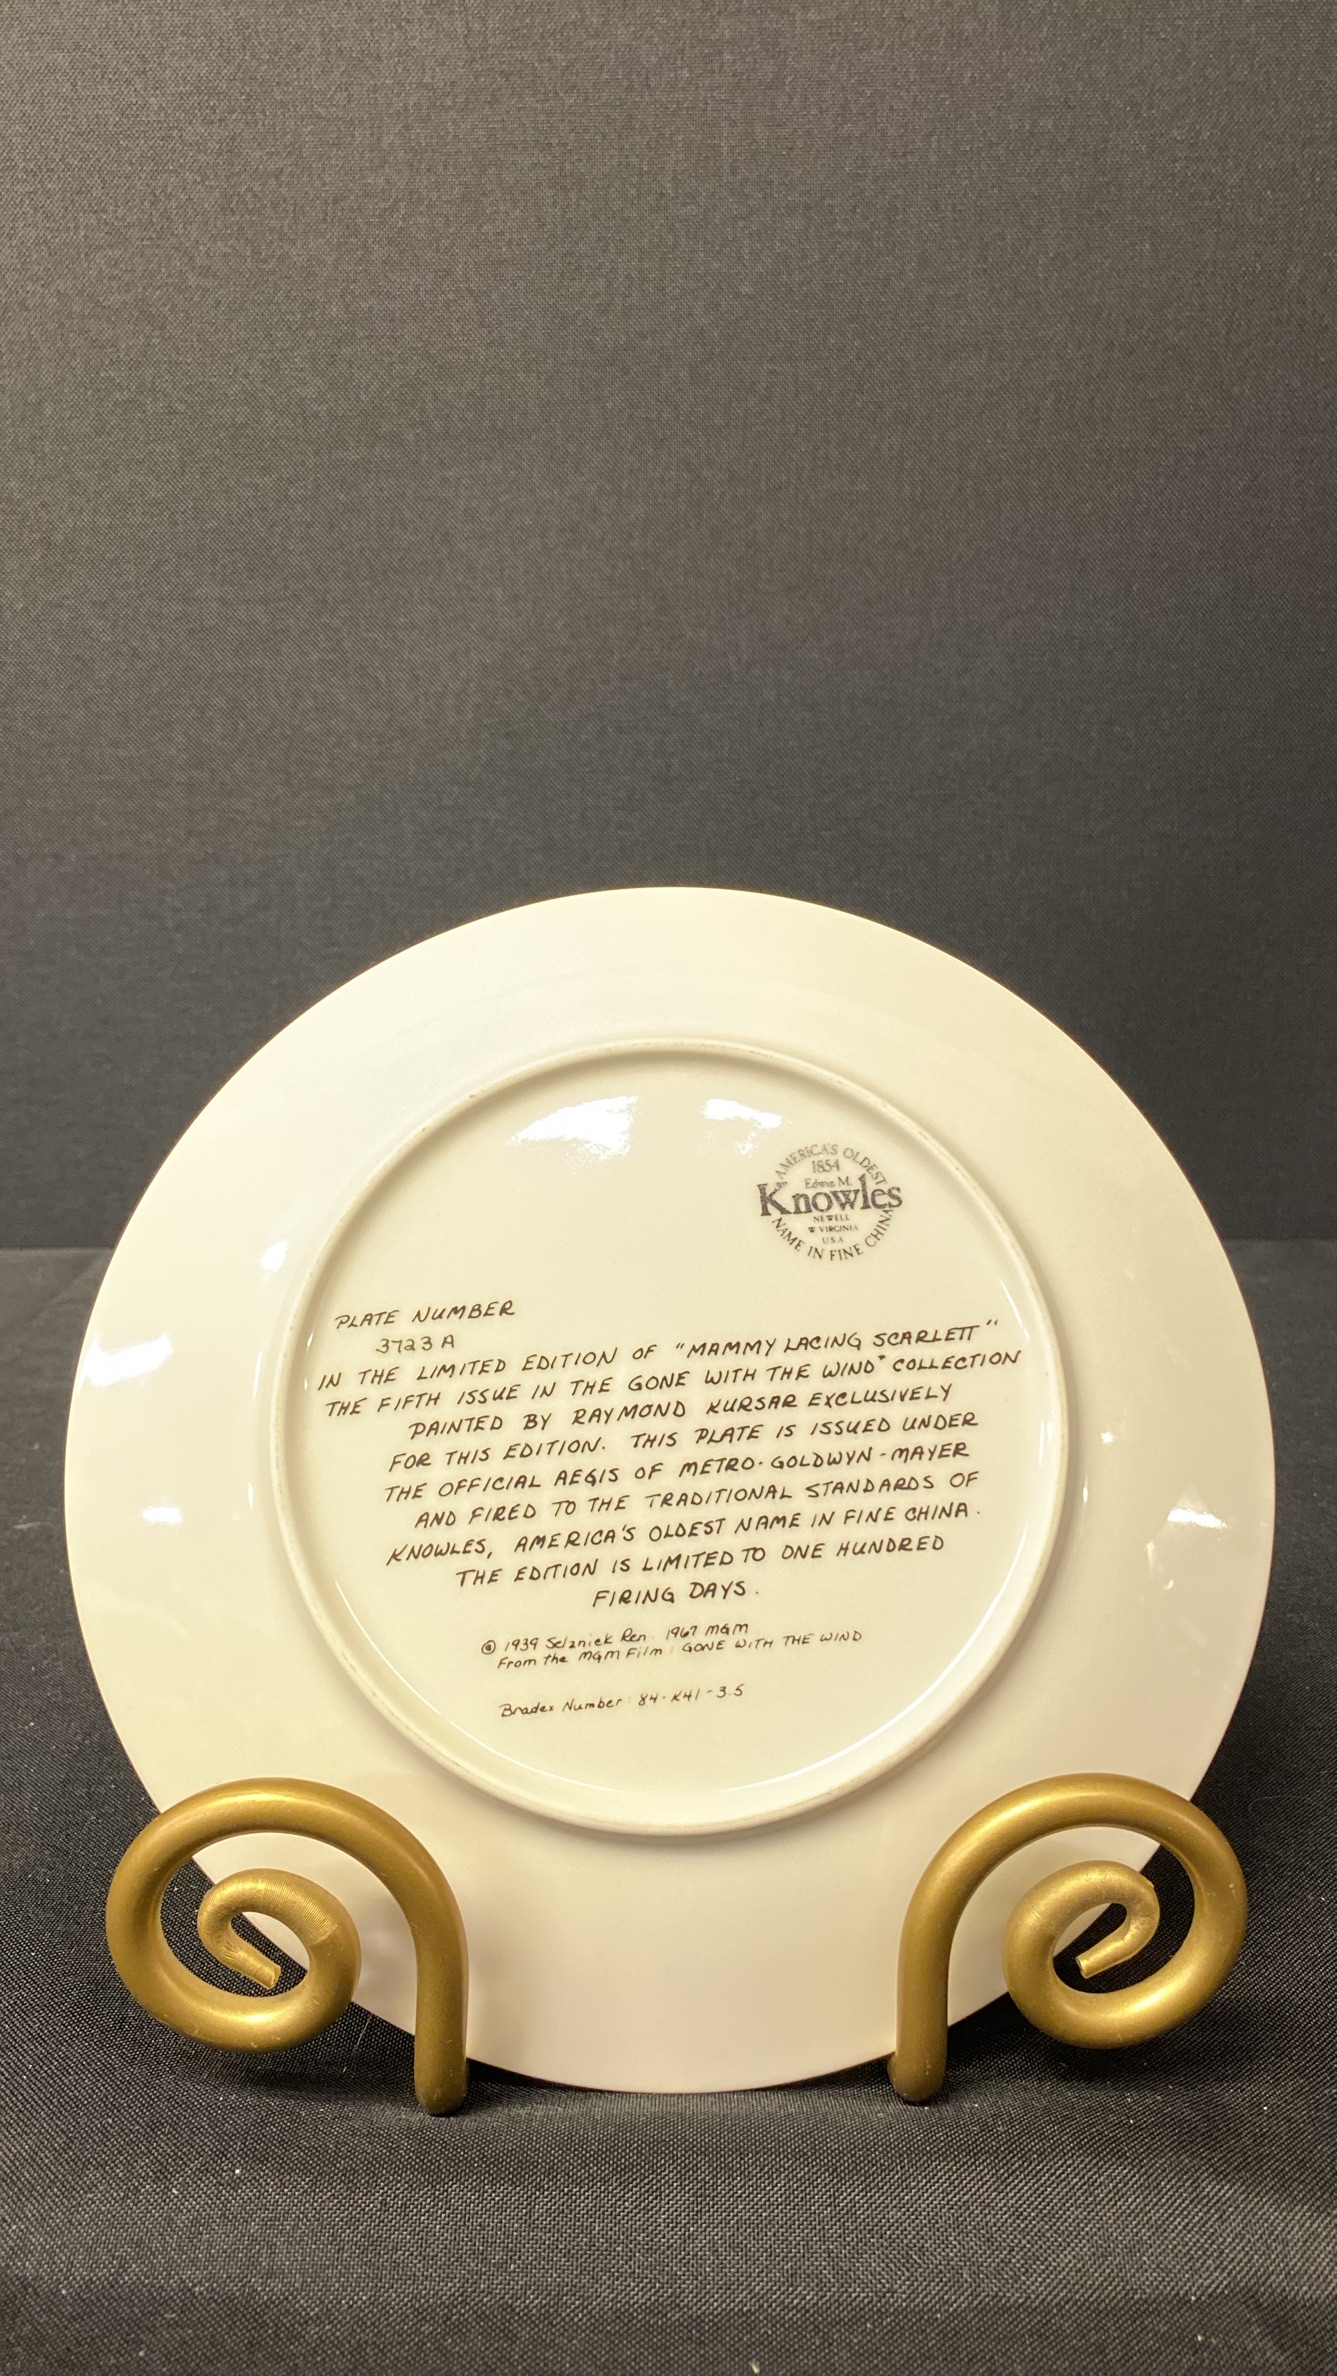 AMERICA'S OLDEST
1854
Edwin M.
Knowles
NEWELL
W VIRGINIA
USA
NAME IN FINE CHINA
PLATE NUMBER
3723 A
IN THE LIMITED EDITION OF "MAMMY LACING SCARLETT"
THE FIFTH ISSUE IN THE GONE WITH THE WIND" COLLECTION
PAINTED BY RAYMOND KURSAR EXCLUSIVELY
FOR THIS EDITION. THIS PLATE IS ISSUED UNDER
THE OFFICIAL AEGIS OF METRO-GOLDWYN-MAYER
AND FIRED TO THE TRADITIONAL STANDARDS OF
KNOWLES, AMERICA'S OLDEST NAME IN FINE CHINA.
THE EDITION IS LIMITED TO ONE HUNDRED
FIRING DAYS.
© 1939 Selznick Ren. 1967 MGM
From the MGM Film: GONE WITH THE WIND
Bradex Number: 84-K41-3.5